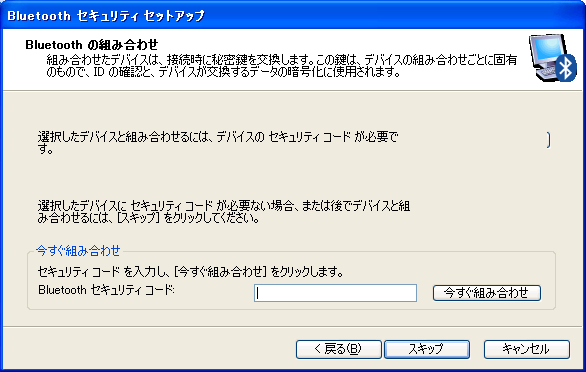 Bluetooth セキュリティ セットアップ
Bluetooth の組み合わせ
組み合わせたデバイスは、接続時に秘密鍵を交換します。この鍵は、デバイスの組み合わせごとに固有
のもので、ID の確認と、デバイスが交換するデータの暗号化に使用されます。
選択したデバイスと組み合わせるには、デバイスの セキュリティ コード が必要で
す。
選択したデバイスに セキュリティ コード が必要ない場合、または後でデバイスと組
み合わせるには、[スキップ] をクリックしてください。
今すぐ組み合わせ
セキュリティ コード を入力し、[今すぐ組み合わせ] をクリックします。
Bluetooth セキュリティ コード:
今すぐ組み合わせ
< 戻る(B)
スキップ
キャンセル